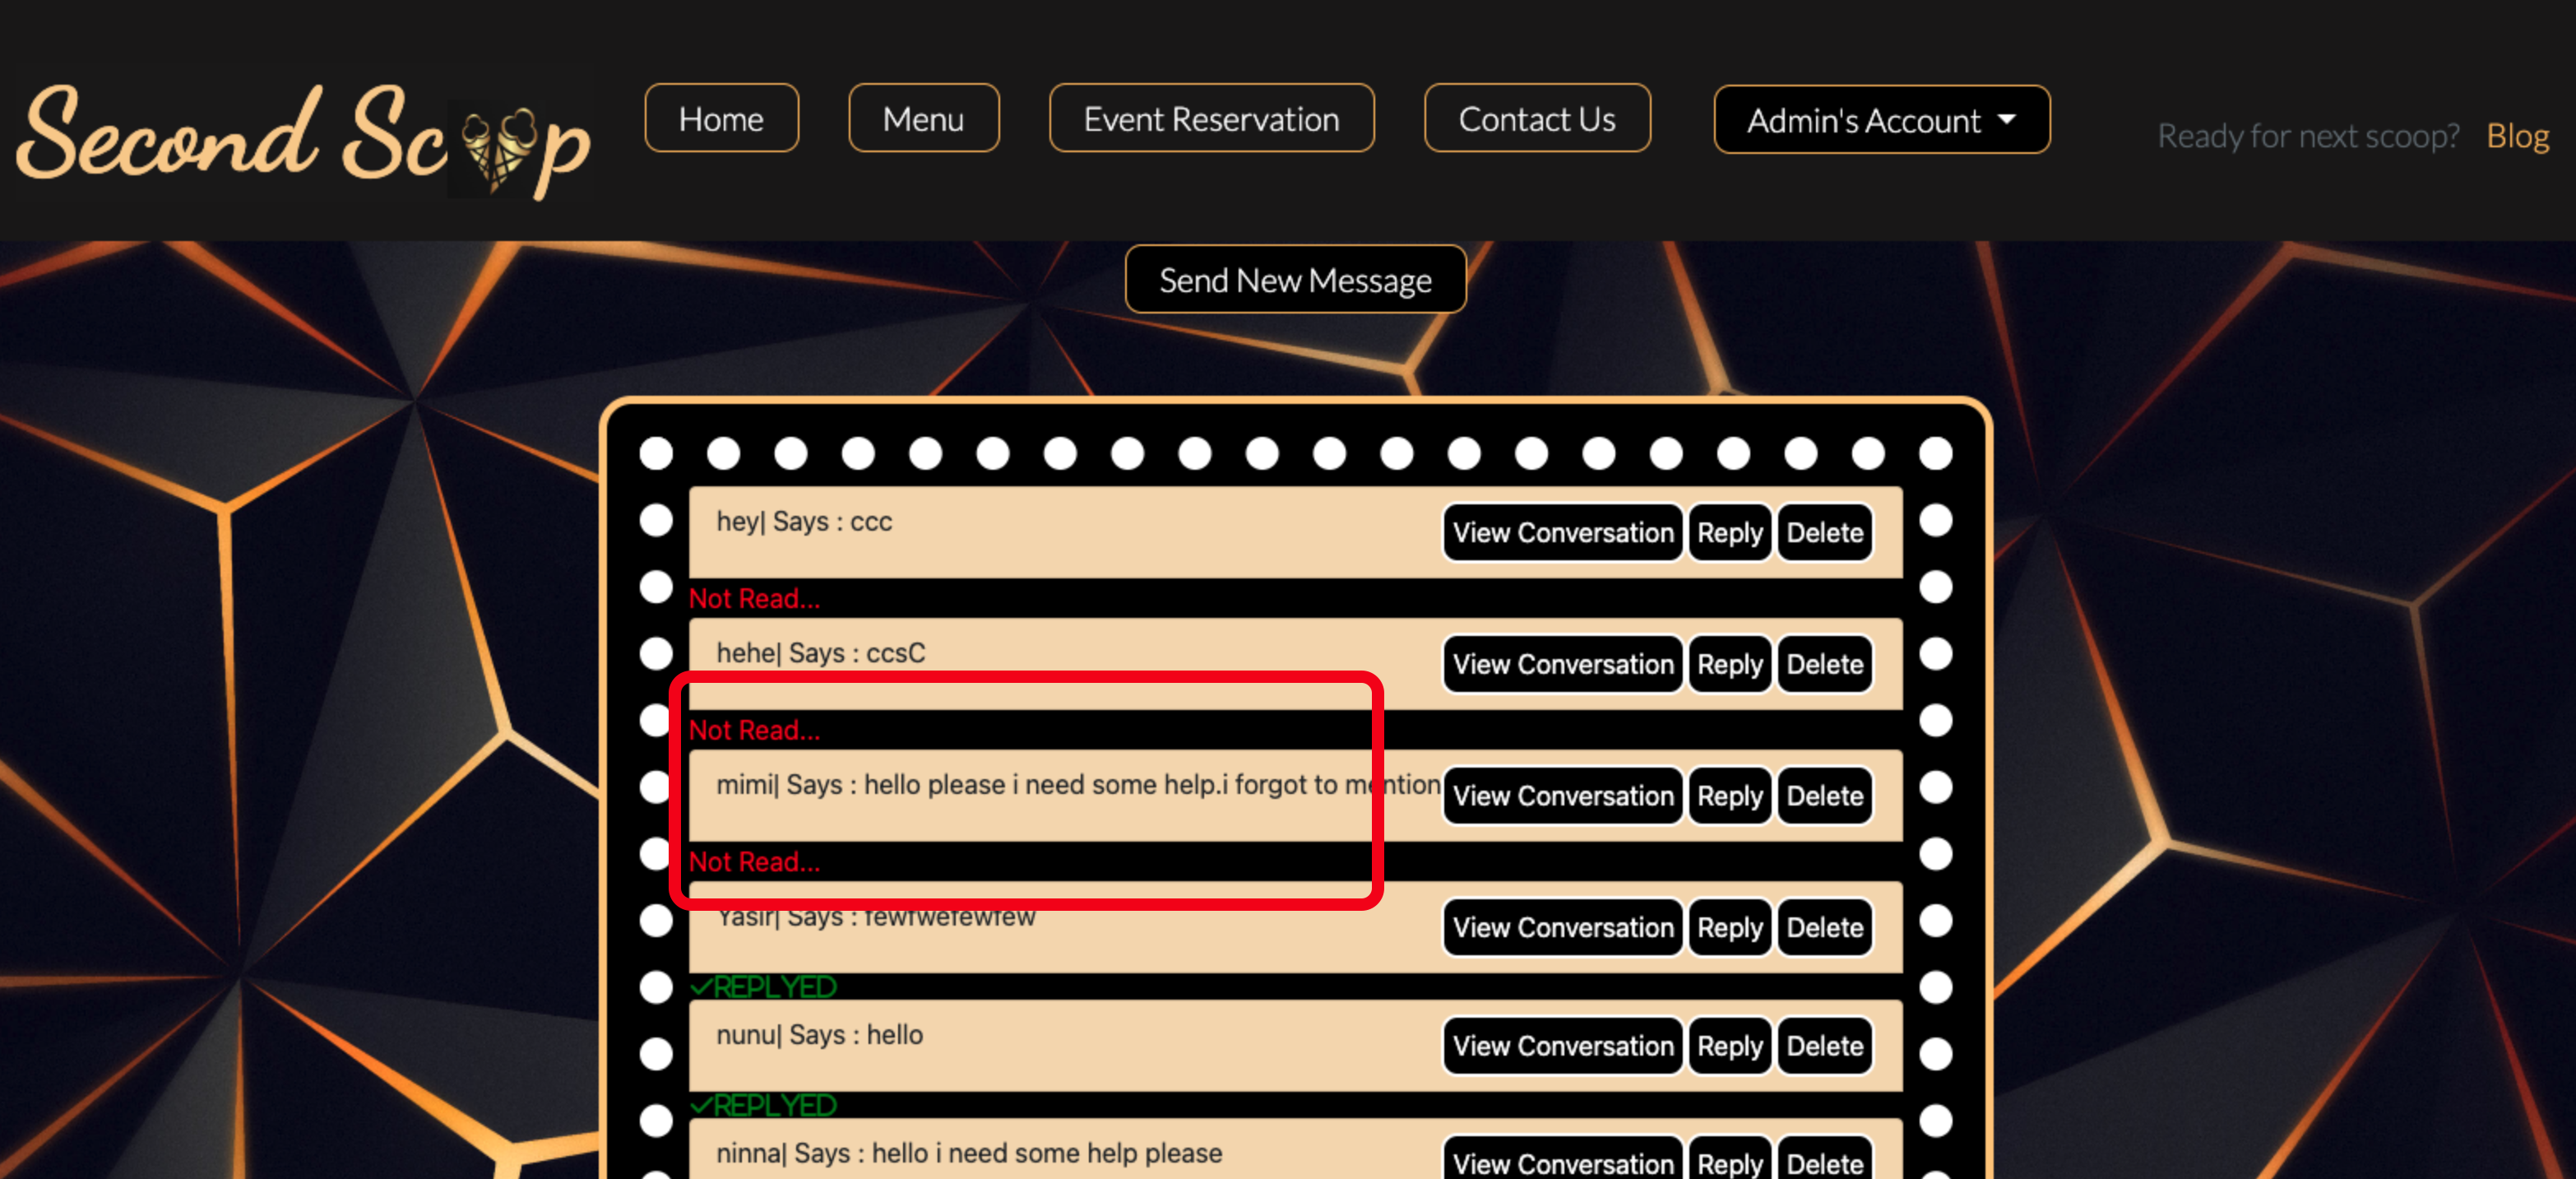 Second Scoop
Home
Menu
Event Reservation
Contact Us
Admin's Account
Ready for next scoop? Blog
Send New Message
hey| Says : ccc
View Conversation Reply Delete
Not Read...
hehe| Says : ccsC
View Conversation Reply Delete
Not Read...
mimi| Says : hello please i need some help.i forgot to mention
View Conversation Reply Delete
Not Read...
Yasir| Says : fewfwefewfew
View Conversation Reply Delete
✓REPLYED
nunu| Says : hello
View Conversation Reply Delete
✓REPLYED
ninna| Says : hello i need some help please
View Conversation Reply Delete